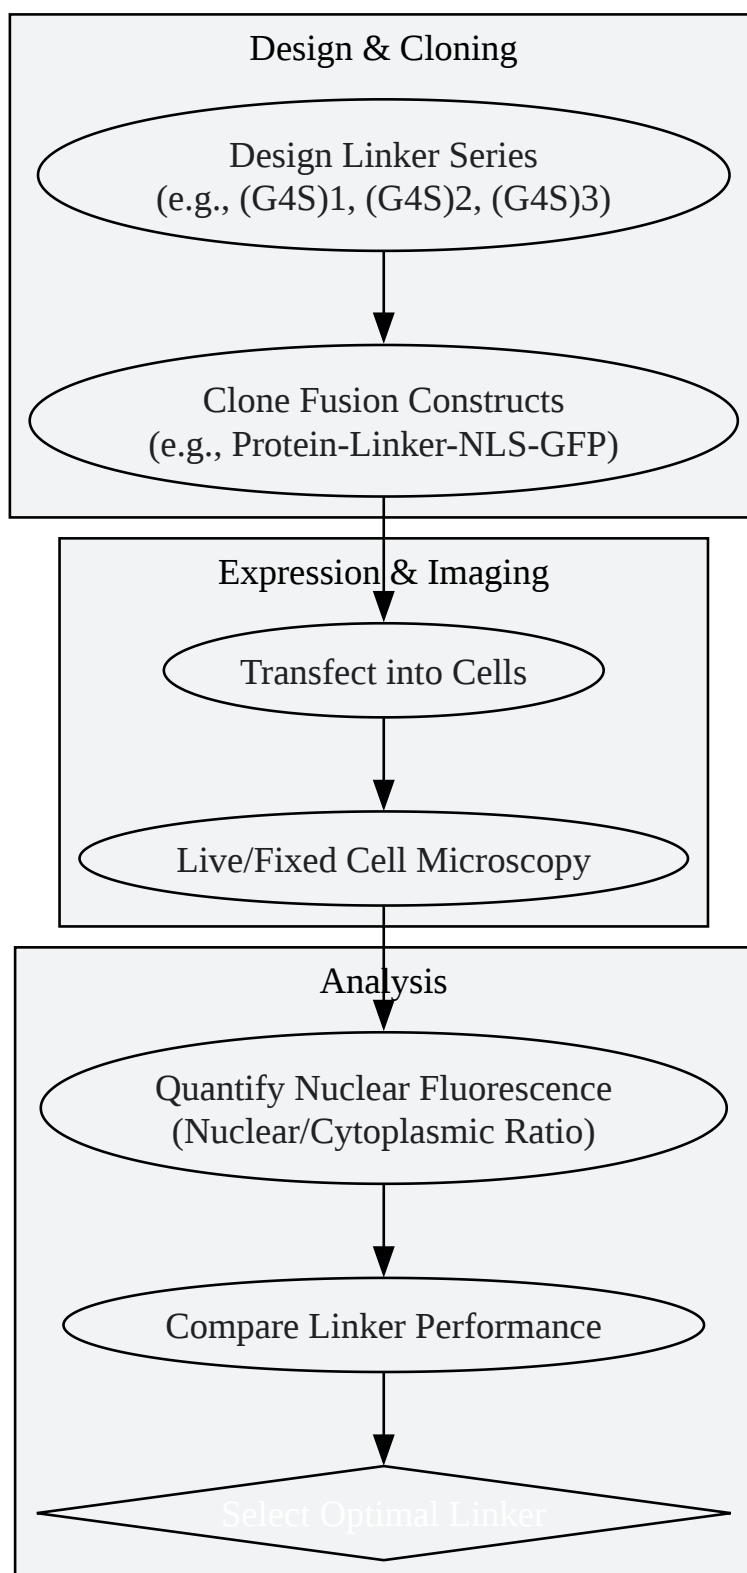 Design & Cloning
Design Linker Series
(e.g., (G4S)1, (G4S)2, (G4S)3)
Clone Fusion Constructs
(e.g., Protein-Linker-NLS-GFP)
Expression & Imaging
Transfect into Cells
Live/Fixed Cell Microscopy
Analysis
Quantify Nuclear Fluorescence
(Nuclear/Cytoplasmic Ratio)
Compare Linker Performance
Select Optimal Linker